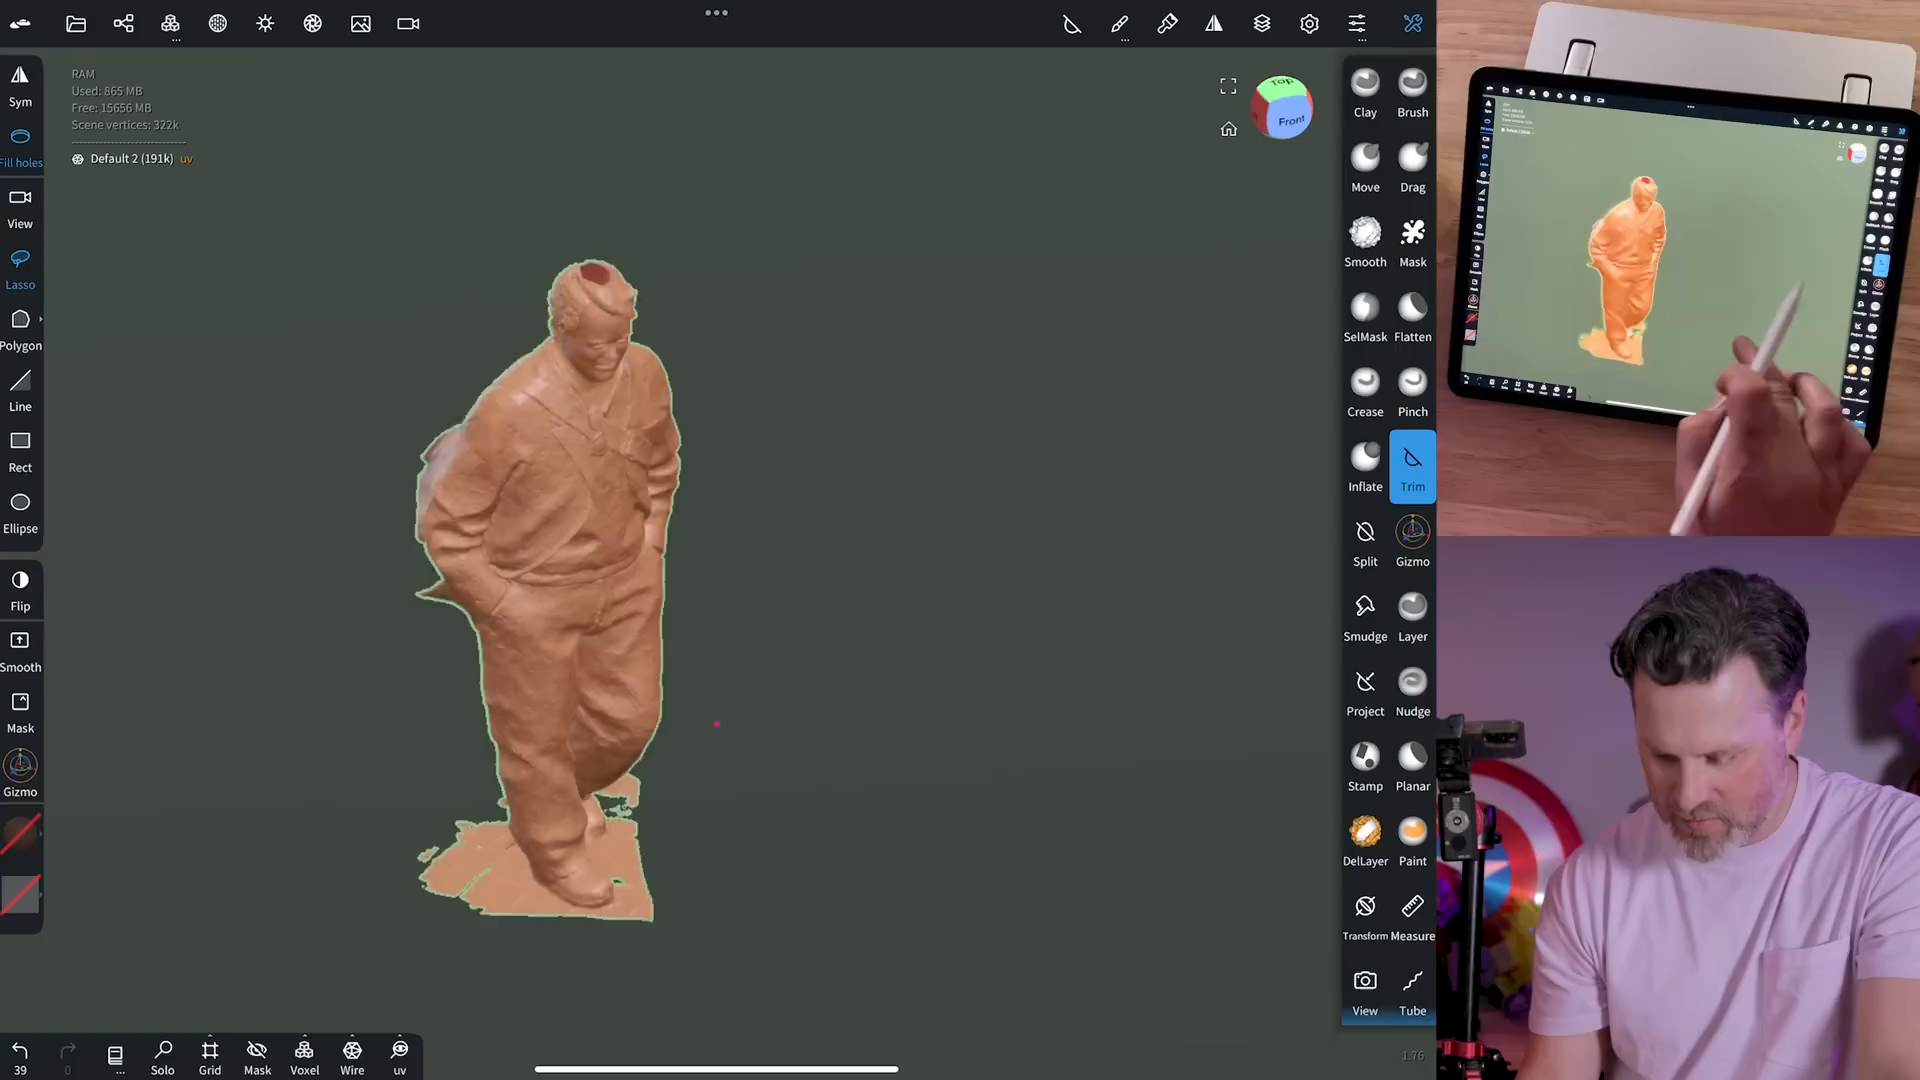 RAM
Used: 865 MB
Free: 15656 MB
Scene vertices: 322k
Default 2 (191k) uv
Top
Front
Sym
Fill holes
View
Lasso
Polygon
Line
Rect
Ellipse
Flip
Smooth
Mask
Gizmo
Clay Brush
Move Drag
Smooth Mask
SelMask Flatten
Crease Pinch
Inflate Trim
Split Gizmo
Smudge Layer
Project Nudge
Stamp Planar
DelLayer Paint
Transform Measure
View Tube
1.76
39 0 ... Solo Grid Mask Voxel Wire uv